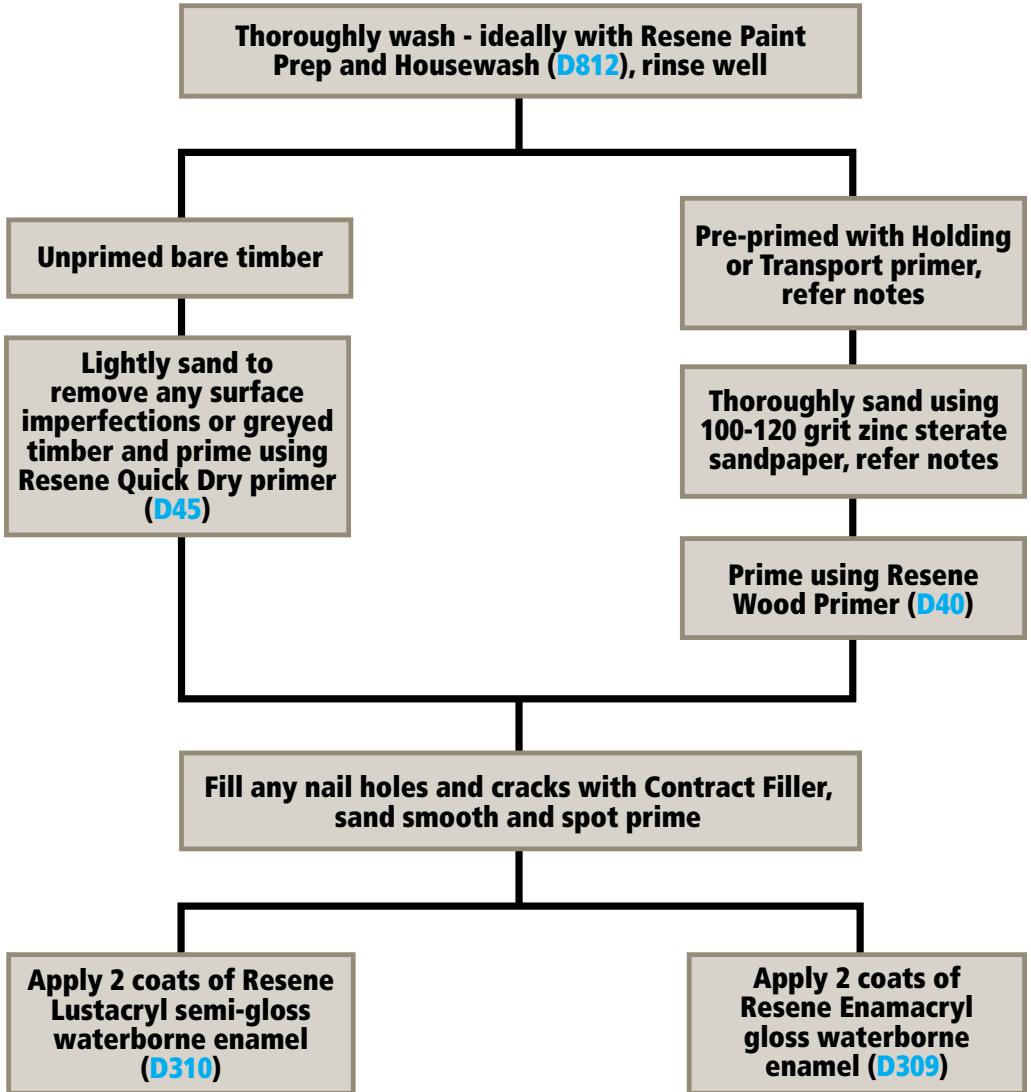 Thoroughly wash - ideally with Resene Paint
Prep and Housewash (D812), rinse well
Unprimed bare timber
Pre-primed with Holding
or Transport primer,
refer notes
Lightly sand to
remove any surface
imperfections or greyed
timber and prime using
Resene Quick Dry primer
(D45)
Thoroughly sand using
100-120 grit zinc sterate
sandpaper, refer notes
Prime using Resene
Wood Primer (D40)
Fill any nail holes and cracks with Contract Filler,
sand smooth and spot prime
Apply 2 coats of Resene
Lustacryl semi-gloss
waterborne enamel
(D310)
Apply 2 coats of
Resene Enamacryl
gloss waterborne
enamel (D309)